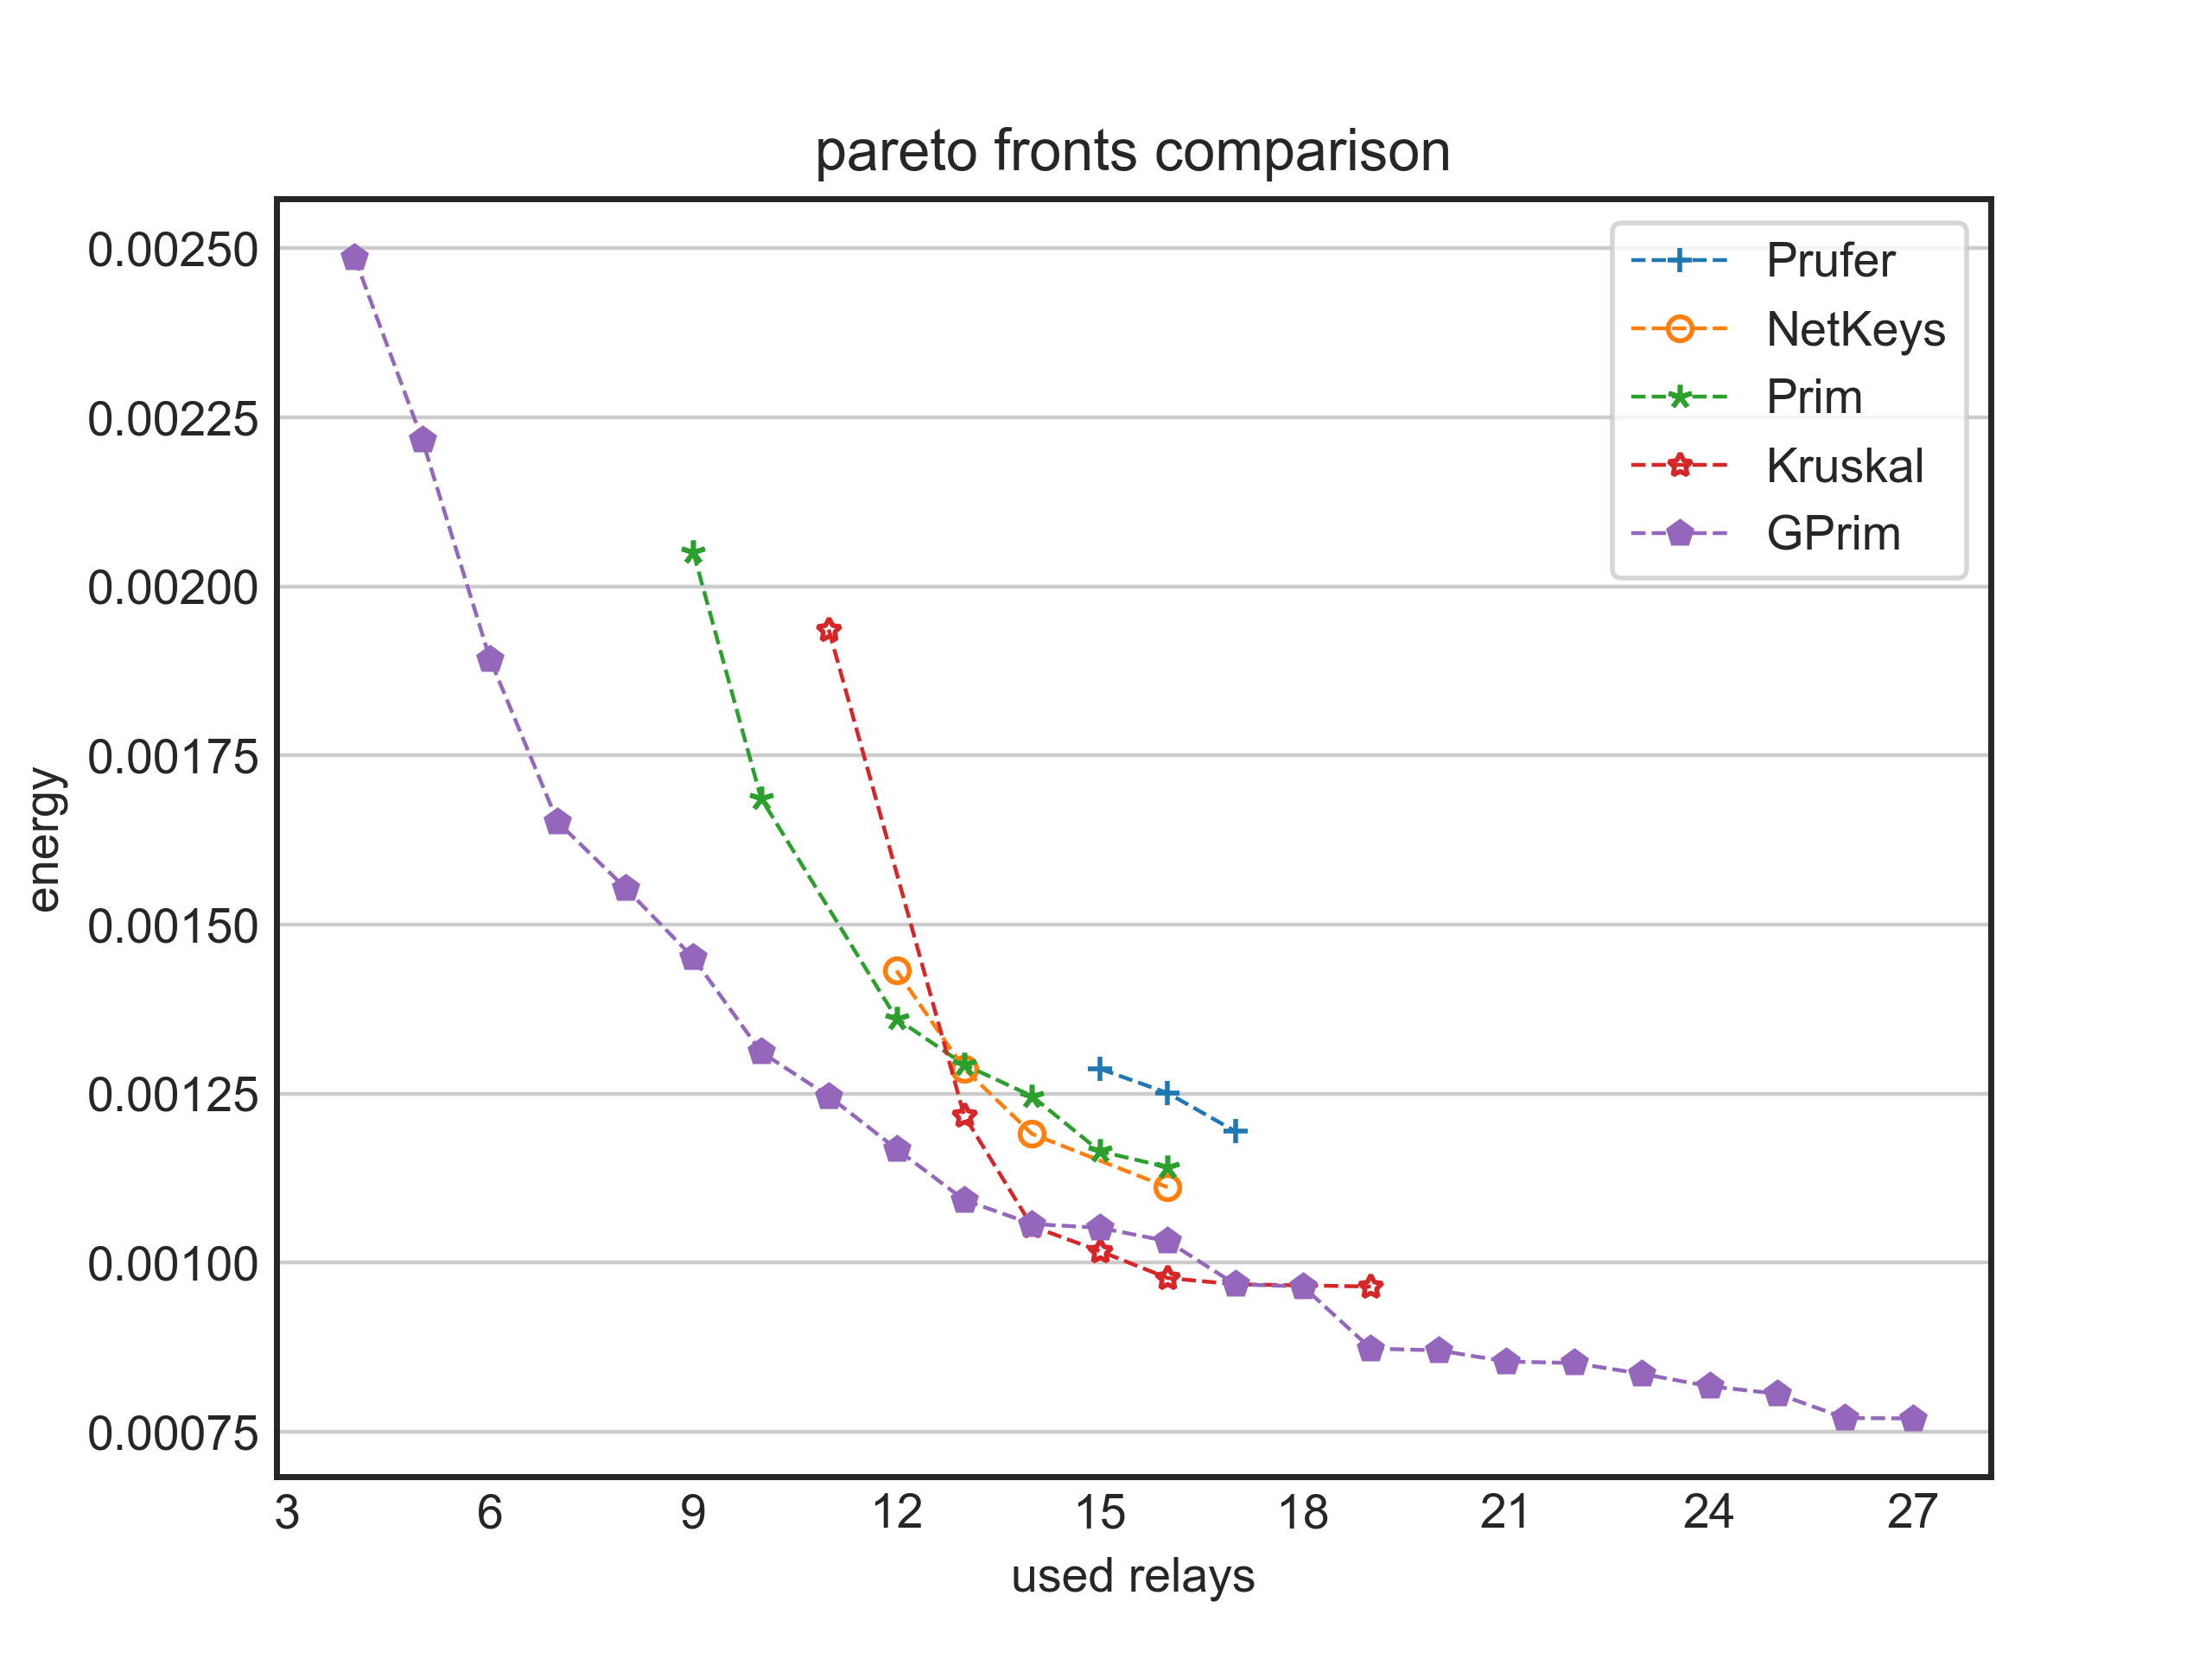 pareto fronts comparison
0.00250
0.00225
0.00200
0.00175
0.00150
0.00125
0.00100
0.00075
energy
Prufer
NetKeys
Prim
Kruskal
GPrim
3 6 9 12 15 18 21 24 27
used relays